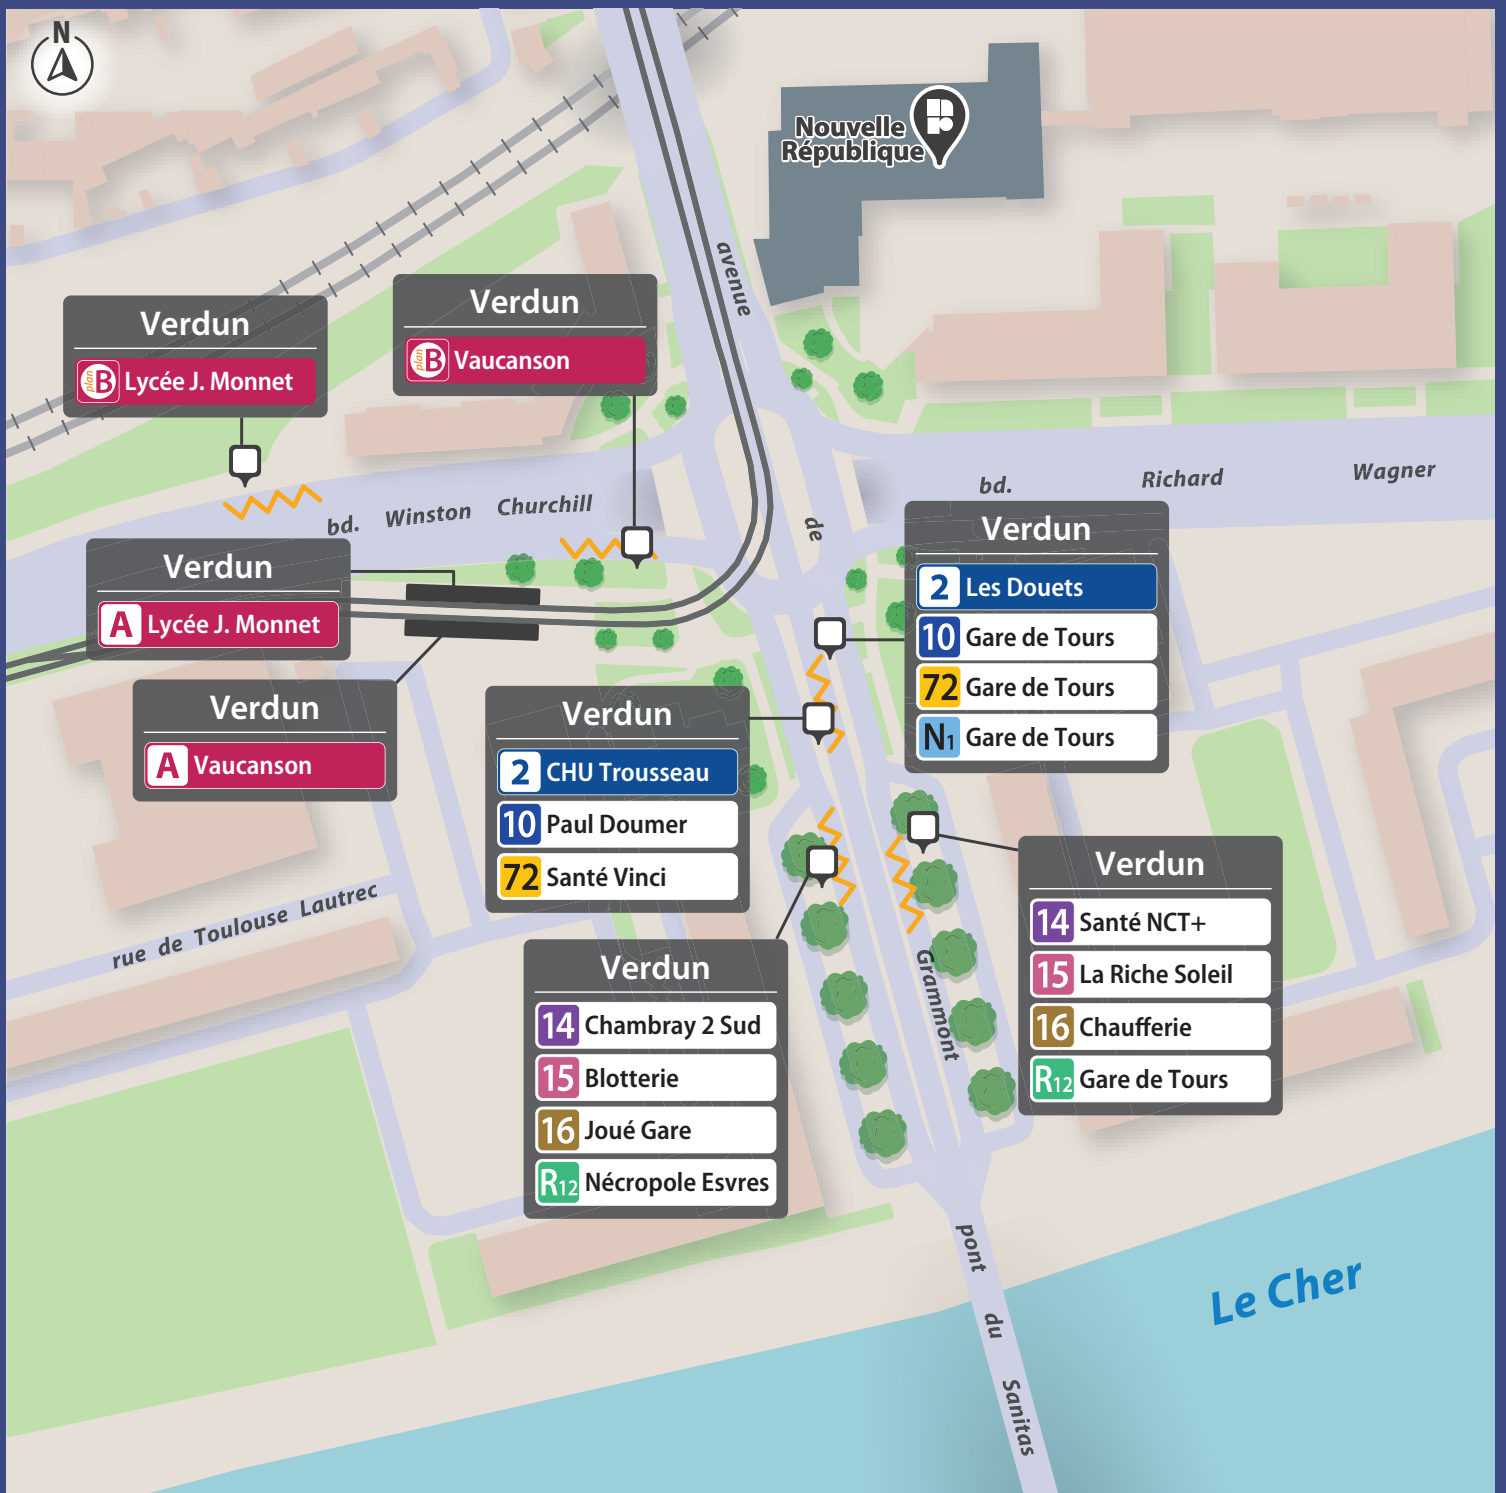 N
Nouvelle
République
avenue
Verdun
plan B Vaucanson
Verdun
plan B Lycée J. Monnet
bd. Winston Churchill
de
bd. Richard Wagner
Verdun
A Lycée J. Monnet
Verdun
A Vaucanson
Verdun
2 Les Douets
10 Gare de Tours
72 Gare de Tours
N1 Gare de Tours
Verdun
2 CHU Trousseau
10 Paul Doumer
72 Santé Vinci
rue de Toulouse Lautrec
Verdun
14 Santé NCT+
15 La Riche Soleil
16 Chaufferie
R12 Gare de Tours
Grammont
Verdun
14 Chambray 2 Sud
15 Blotterie
16 Joué Gare
R12 Nécropole Esvres
pont du Sanitas
Le Cher